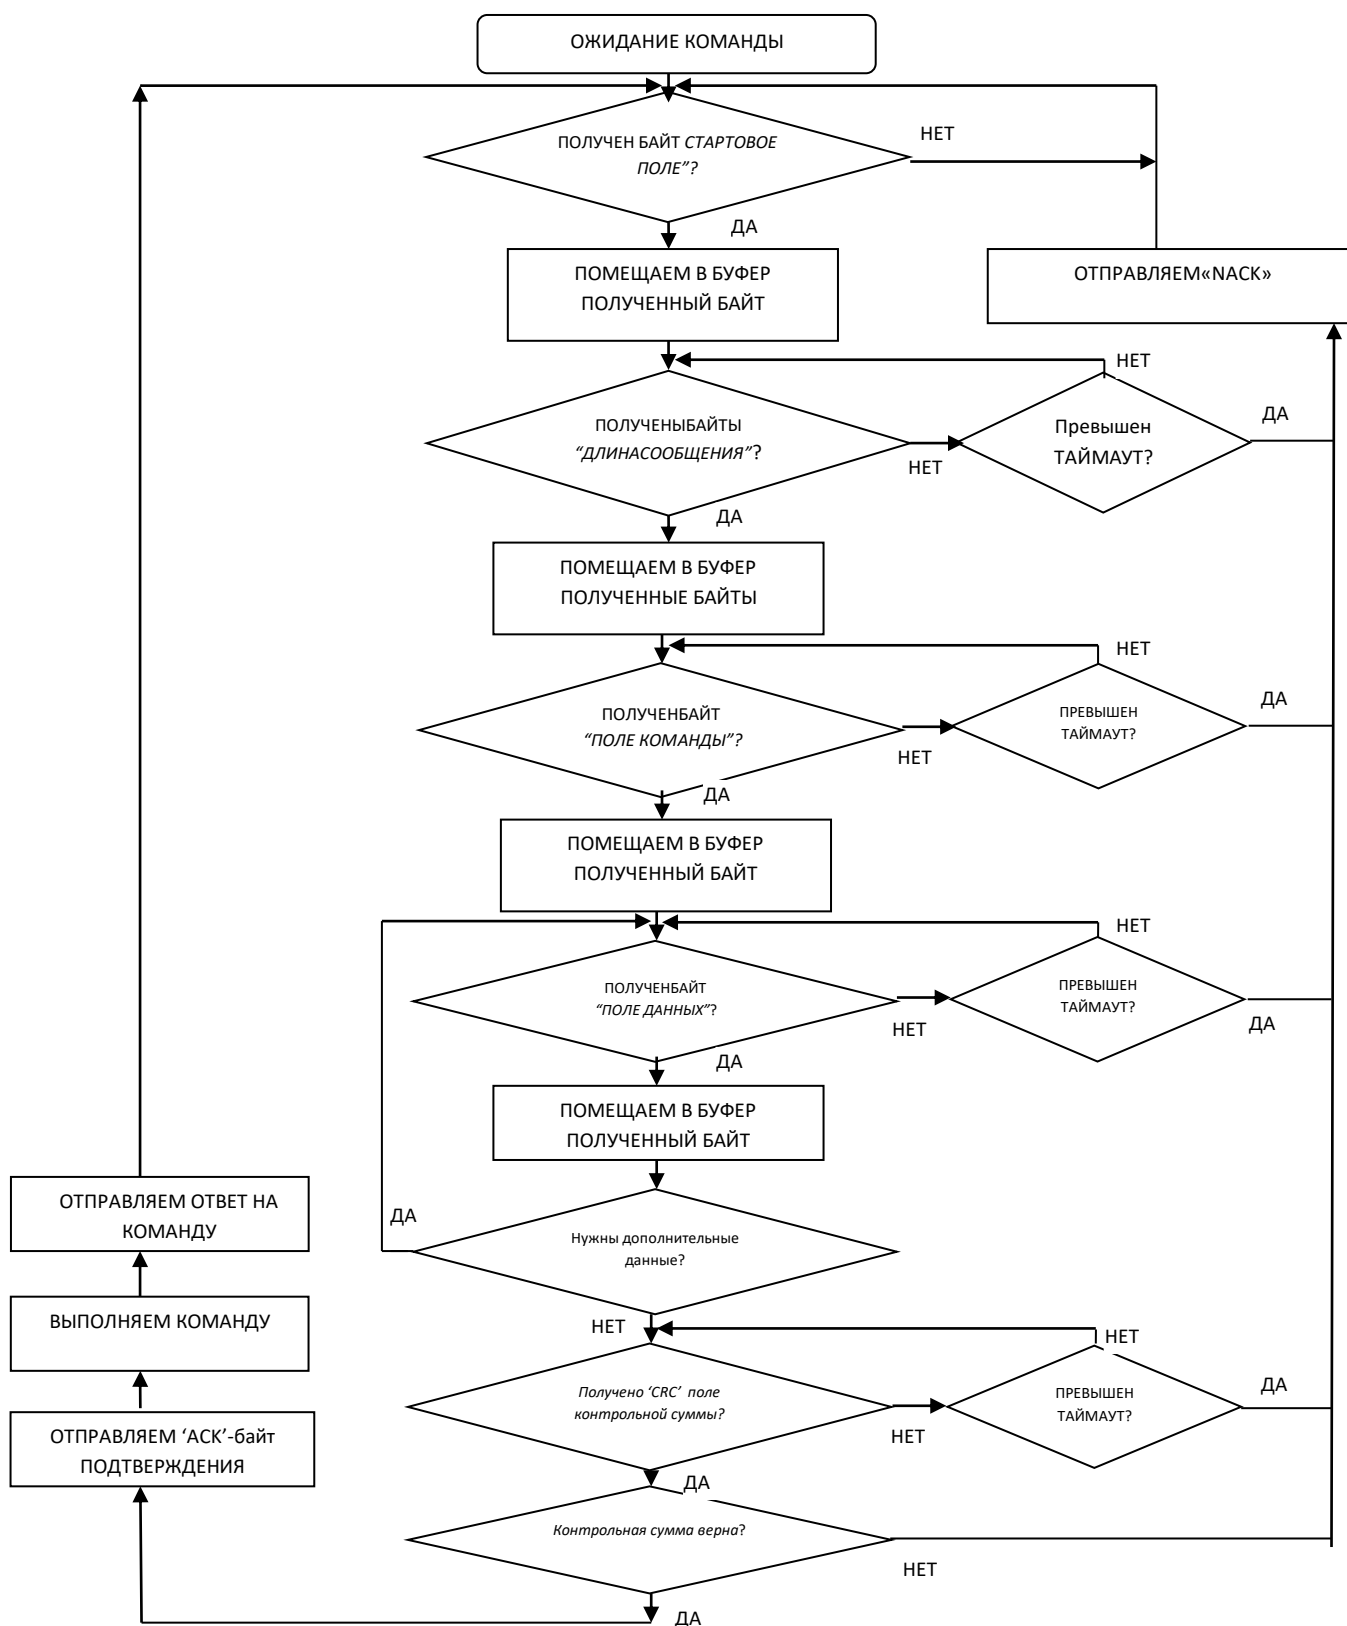 ОЖИДАНИЕ КОМАНДЫ
ПОЛУЧЕН БАЙТ СТАРТОВОЕ
ПОЛЕ”?
НЕТ
ДА
ПОМЕЩАЕМ В БУФЕР
ПОЛУЧЕННЫЙ БАЙТ
ОТПРАВЛЯЕМ«NACK»
НЕТ
ПОЛУЧЕНЫБАЙТЫ
“ДЛИНАСООБЩЕНИЯ”?
НЕТ
Превышен
ТАЙМАУТ?
ДА
ДА
ПОМЕЩАЕМ В БУФЕР
ПОЛУЧЕННЫЕ БАЙТЫ
НЕТ
ПОЛУЧЕНБАЙТ
“ПОЛЕ КОМАНДЫ”?
НЕТ
ПРЕВЫШЕН
ТАЙМАУТ?
ДА
ДА
ПОМЕЩАЕМ В БУФЕР
ПОЛУЧЕННЫЙ БАЙТ
НЕТ
ПОЛУЧЕНБАЙТ
“ПОЛЕ ДАННЫХ”?
НЕТ
ПРЕВЫШЕН
ТАЙМАУТ?
ДА
ДА
ПОМЕЩАЕМ В БУФЕР
ПОЛУЧЕННЫЙ БАЙТ
ДА
Нужны дополнительные
данные?
НЕТ
НЕТ
Получено ‘CRC’ поле
контрольной суммы?
НЕТ
ПРЕВЫШЕН
ТАЙМАУТ?
ДА
ДА
Контрольная сумма верна?
НЕТ
ДА
ОТПРАВЛЯЕМ ОТВЕТ НА
КОМАНДУ
ВЫПОЛНЯЕМ КОМАНДУ
ОТПРАВЛЯЕМ ‘ACK’-байт
ПОДТВЕРЖДЕНИЯ